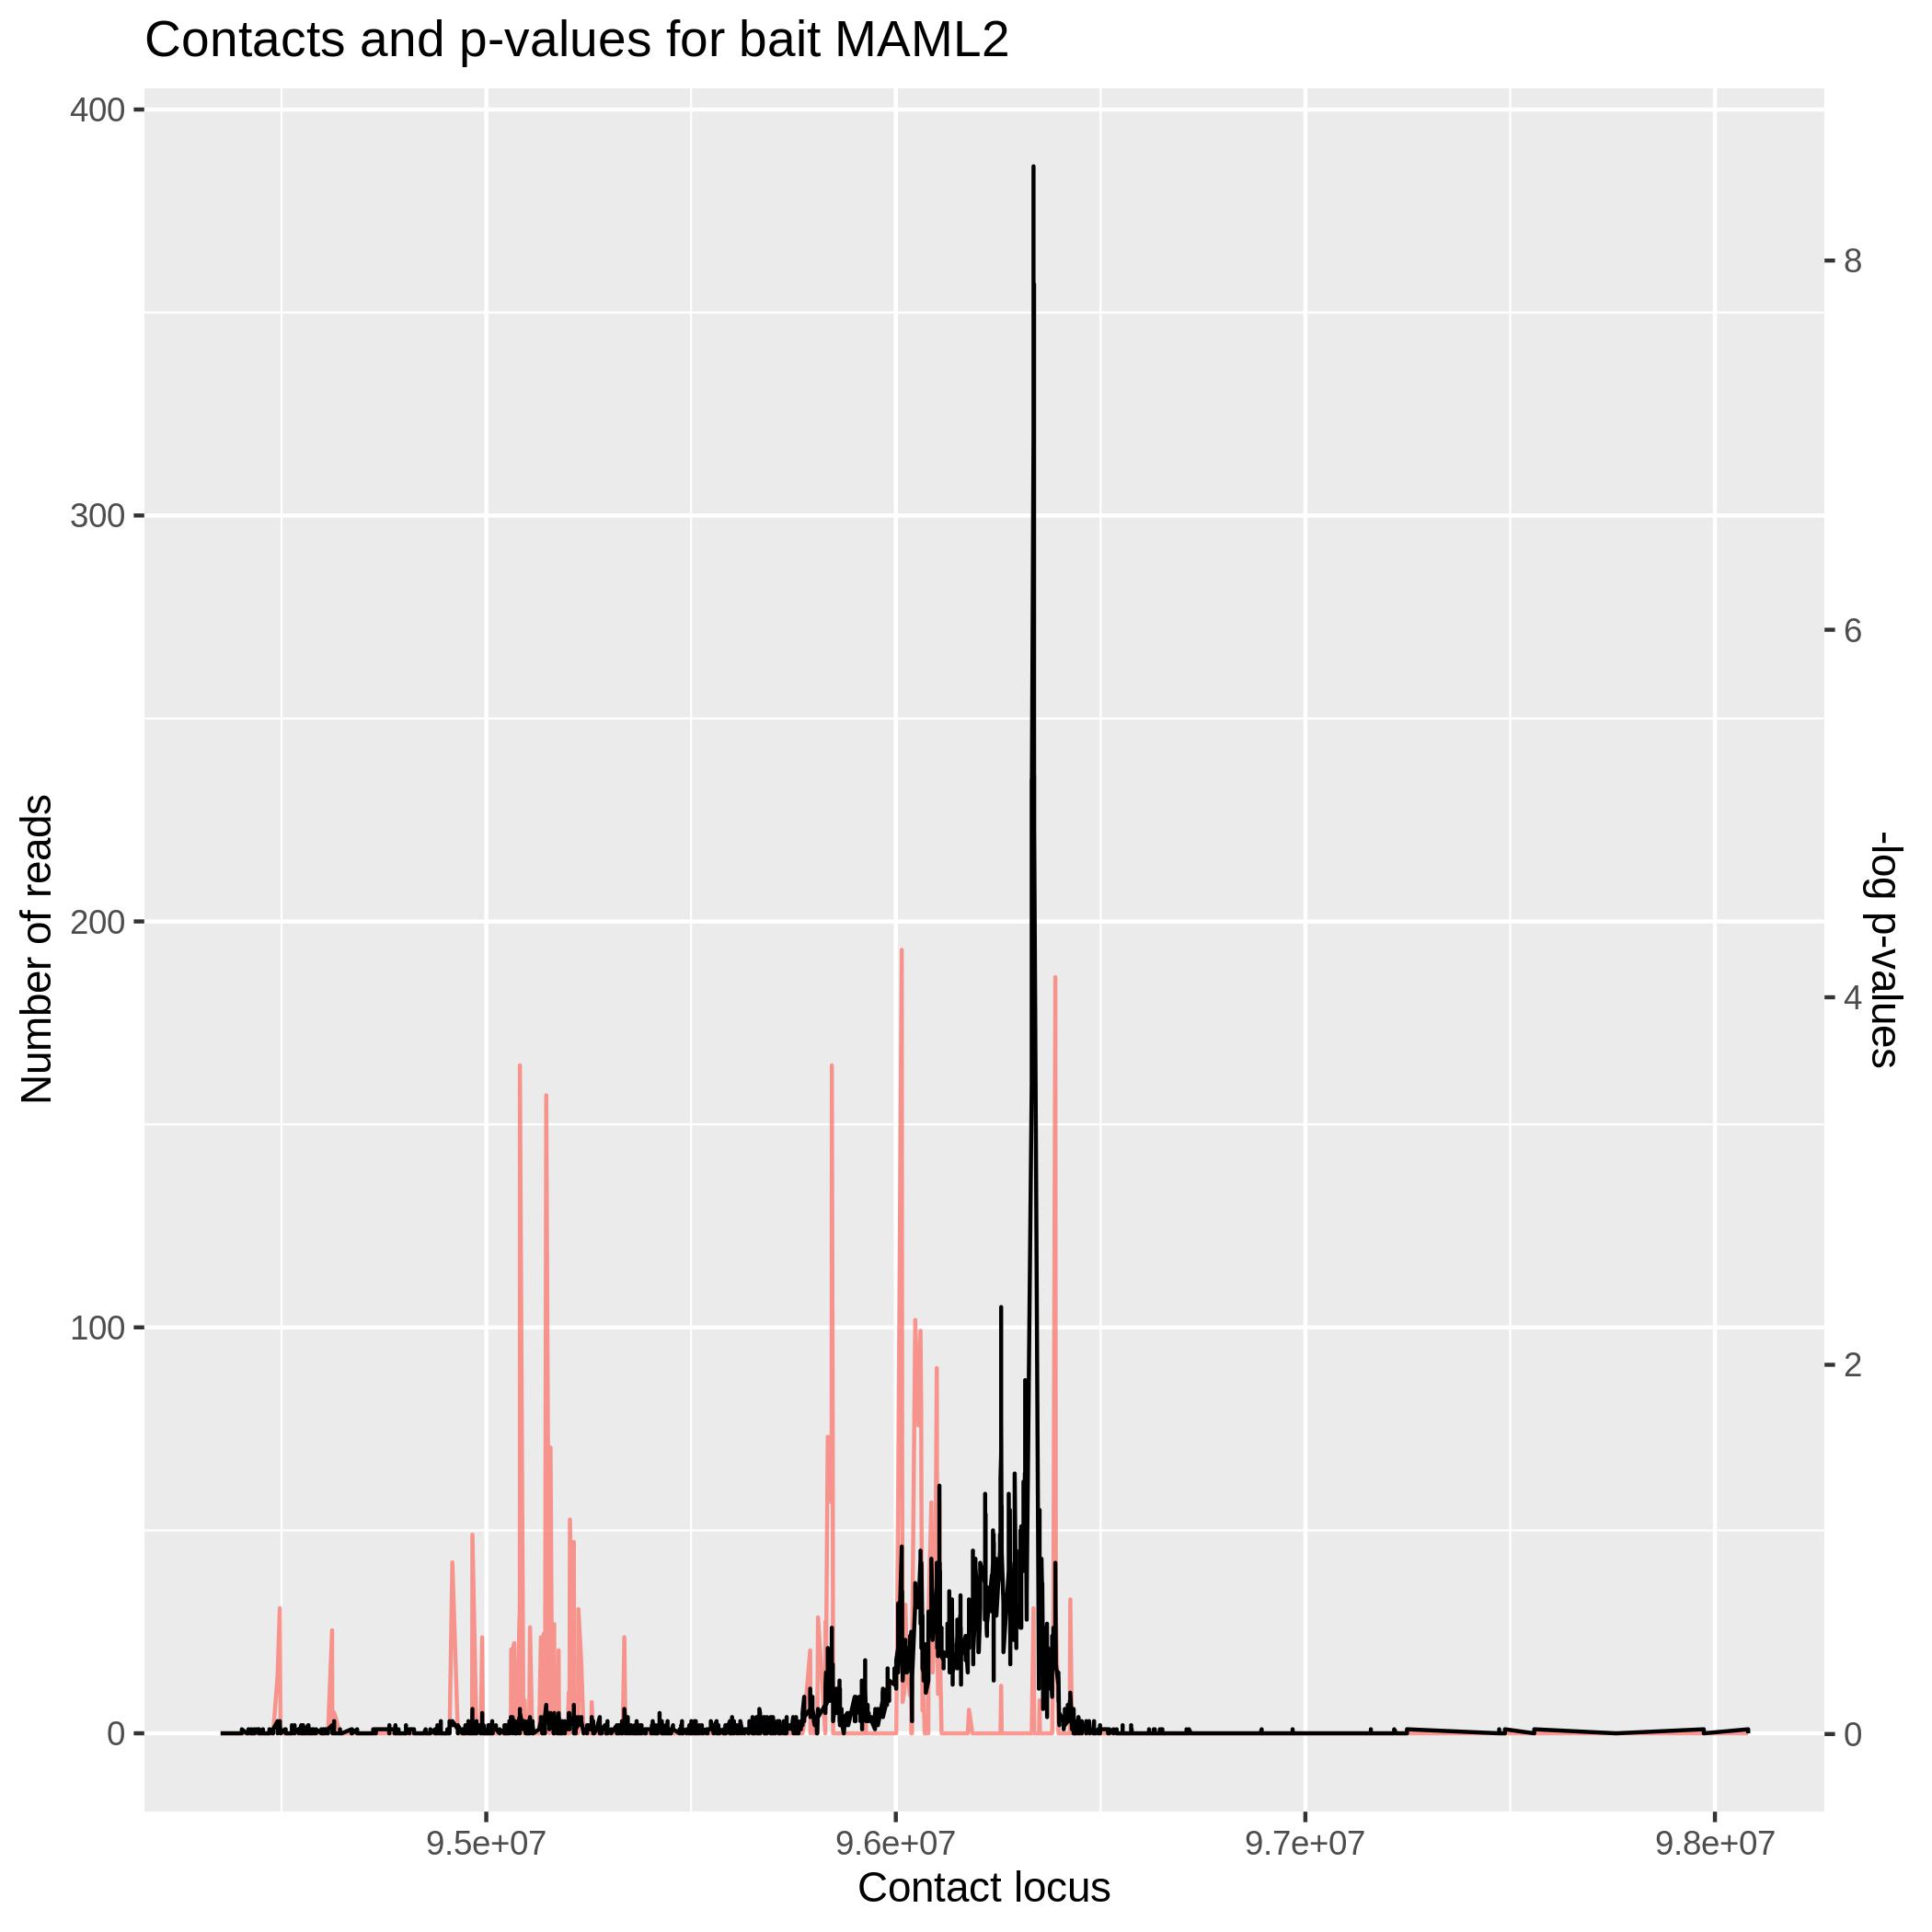 Contacts and p-values for bait MAML2
400
300
200
100
0
Number of reads
8
6
4
2
0
-log p-values
9.5e+07 9.6e+07 9.7e+07 9.8e+07
Contact locus